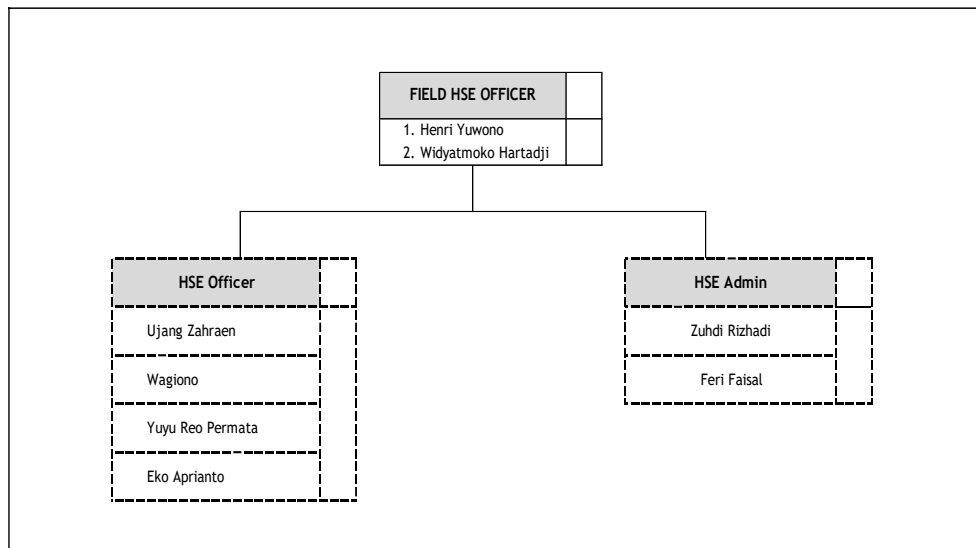 FIELD HSE OFFICER
1. Henri Yuwono
2. Widyatmoko Hartadji
HSE Officer
Ujang Zahraen
Wagiono
Yuyu Reo Permata
Eko Aprianto
HSE Admin
Zuhdi Rizhadi
Feri Faisal